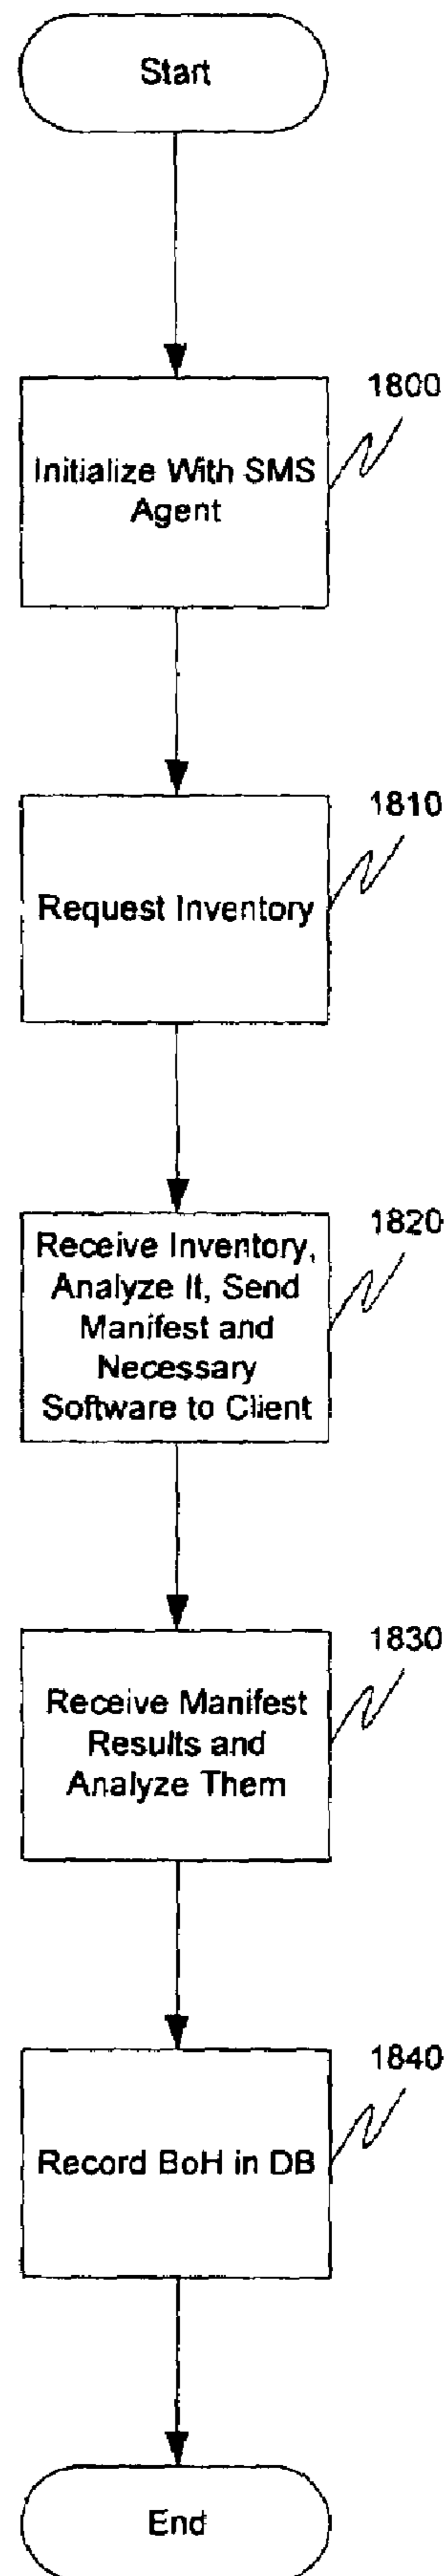 Start
1800
Initialize With SMS
Agent
1810
Request Inventory
1820
Receive Inventory,
Analyze It, Send
Manifest and
Necessary
Software to Client
1830
Receive Manifest
Results and
Analyze Them
1840
Record BoH in DB
End